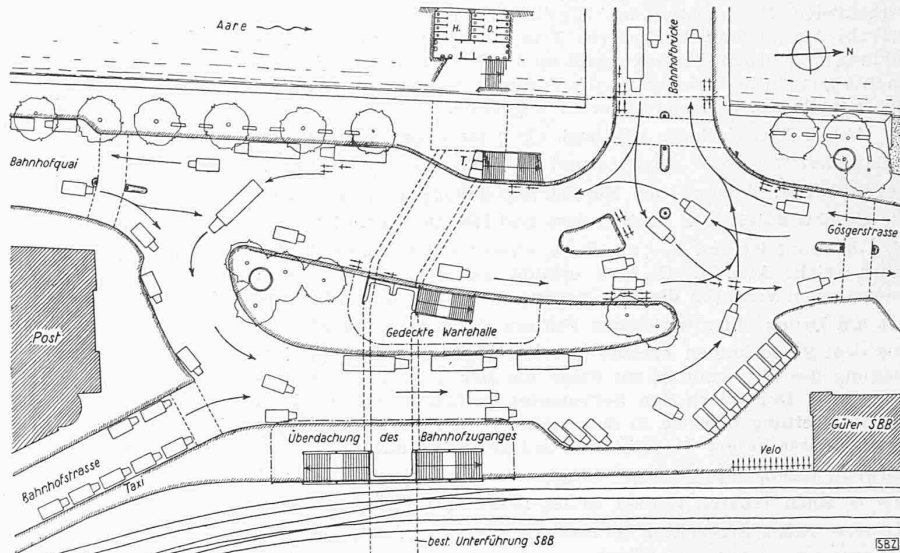 Aare
H. D.
Bahnhofbrücke
N
Bahnhofquai
T.
Gösgerstrasse
Gedeckte Wartehalle
Post
Bahnhofstrasse
Taxi
Überdachung des Bahnhofzuganges
Velo
Güter SBB
best. Unterführung SBB
SBZ